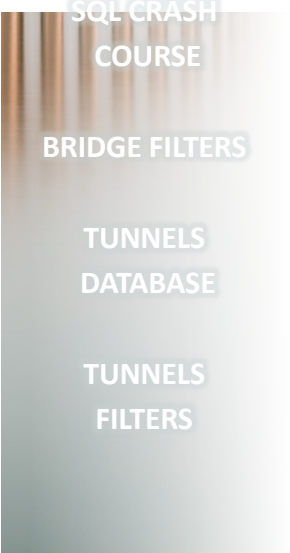 SQL CRASH
COURSE
BRIDGE FILTERS
TUNNELS
DATABASE
TUNNELS
FILTERS